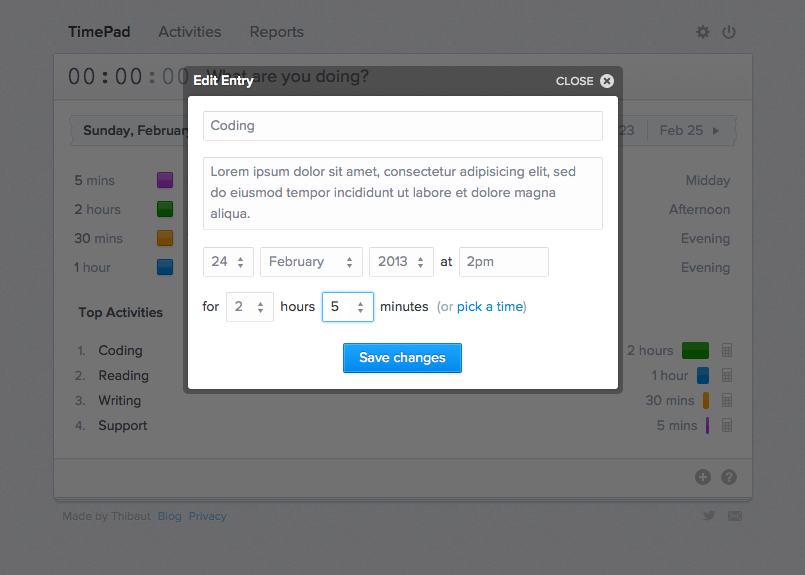 TimePad Activities Reports
00:00:00 What are you doing?
Edit Entry CLOSE
Coding
Sunday, February 23 Feb 25
Lorem ipsum dolor sit amet, consectetur adipisicing elit, sed
do eiusmod tempor incididunt ut labore et dolore magna
aliqua.
5 mins Midday
2 hours Afternoon
30 mins Evening
1 hour Evening
24 February 2013 at 2pm
for 2 hours 5 minutes (or pick a time)
Top Activities
Save changes
1. Coding 2 hours
2. Reading 1 hour
3. Writing 30 mins
4. Support 5 mins
Made by Thibaut Blog Privacy